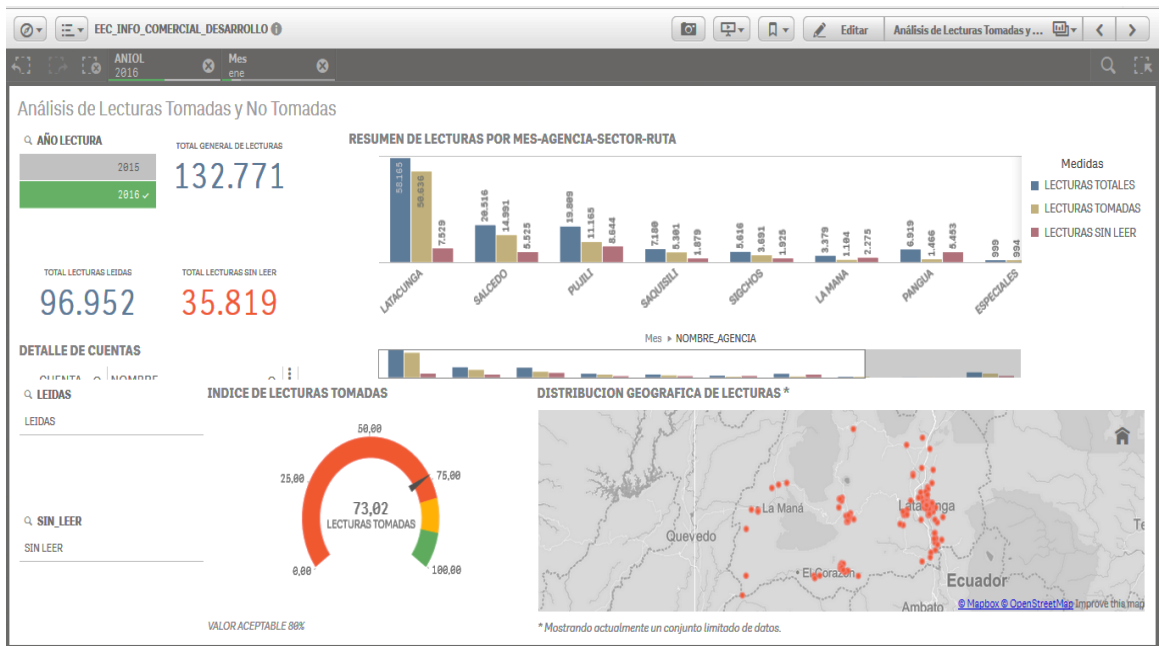 EEC_INFO_COMERCIAL_DESARROLLO
Editar
Análisis de Lecturas Tomadas y ...
ANIOL
2016
Mes
ene
Análisis de Lecturas Tomadas y No Tomadas
AÑO LECTURA
2015
2016
TOTAL GENERAL DE LECTURAS
132.771
TOTAL LECTURAS LEIDAS
96.952
TOTAL LECTURAS SIN LEER
35.819
RESUMEN DE LECTURAS POR MES-AGENCIA-SECTOR-RUTA
58.165
50.636
7.529
20.516
14.991
5.525
19.809
11.165
8.644
7.180
5.301
1.879
5.616
3.691
1.925
3.379
1.104
2.275
6.919
1.466
5.453
999
994
LATACUNGA
SALCEDO
PUJILI
SAQUISILI
SIGCHOS
LA MANA
PANGUA
ESPECIALES
Mes ▸ NOMBRE_AGENCIA
Medidas
LECTURAS TOTALES
LECTURAS TOMADAS
LECTURAS SIN LEER
DETALLE DE CUENTAS
CUENTA
NOMBRE
LEIDAS
LEIDAS
SIN_LEER
SIN LEER
INDICE DE LECTURAS TOMADAS
0,00
25,00
50,00
75,00
100,00
73,02
LECTURAS TOMADAS
VALOR ACEPTABLE 80%
DISTRIBUCION GEOGRAFICA DE LECTURAS *
La Maná
Latacunga
Quevedo
El Corazón
Ecuador
Ambato
Te
© Mapbox © OpenStreetMap Improve this map
* Mostrando actualmente un conjunto limitado de datos.